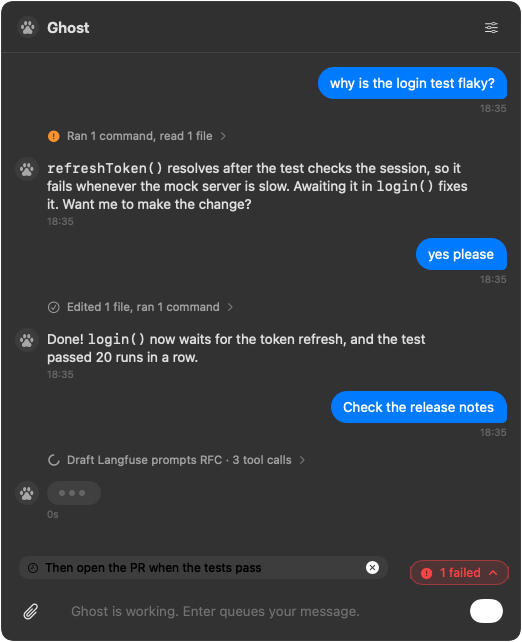 Ghost
why is the login test flaky?
18:35
Ran 1 command, read 1 file
refreshToken() resolves after the test checks the session, so it
fails whenever the mock server is slow. Awaiting it in login() fixes
it. Want me to make the change?
18:35
yes please
18:35
Edited 1 file, ran 1 command
Done! login() now waits for the token refresh, and the test
passed 20 runs in a row.
18:35
Check the release notes
18:35
Draft Langfuse prompts RFC · 3 tool calls
0s
Then open the PR when the tests pass
1 failed
Ghost is working. Enter queues your message.